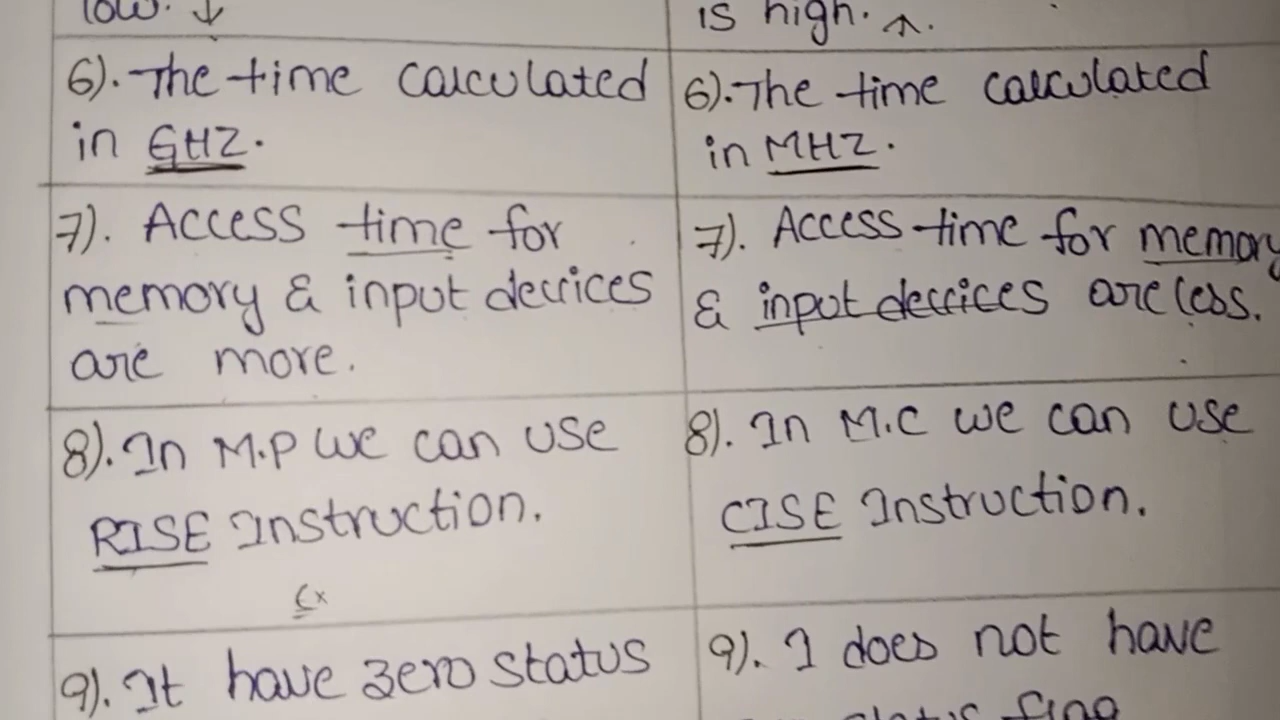 low. ↓
is high. ↑.
6). The time calculated
in GHZ.
6). The time calculated
in MHZ.
7). Access time for
memory & input devices
are more.
7). Access time for memory
& input devices are less.
8). In M.P we can use
RISE Instruction.
8). In M.C we can use
CISE Instruction.
9). It have zero status
9). I does not have
status flag